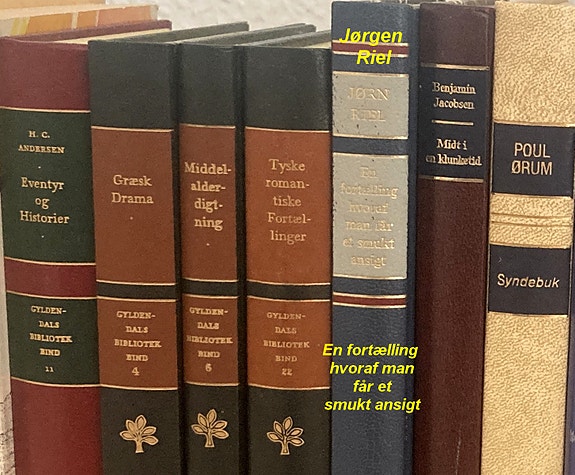 H. C.
ANDERSEN
Eventyr
og
Historier
GYLDEN-
DALS
BIBLIOTEK
BIND
11
Græsk
Drama
GYLDEN-
DALS
BIBLIOTEK
BIND
4
Middel-
alder-
digt-
ning
GYLDEN-
DALS
BIBLIOTEK
BIND
6
Tyske
roman-
tiske
Fortæl-
linger
GYLDEN-
DALS
BIBLIOTEK
BIND
22
Jørgen
Riel
JØRN
RIEL
En
fortælling
hvoraf
man får
et smukt
ansigt
En fortælling
hvoraf man
får et
smukt ansigt
Benjamin
Jacobsen
Midt i
en klunketid
POUL
ØRUM
Syndebuk